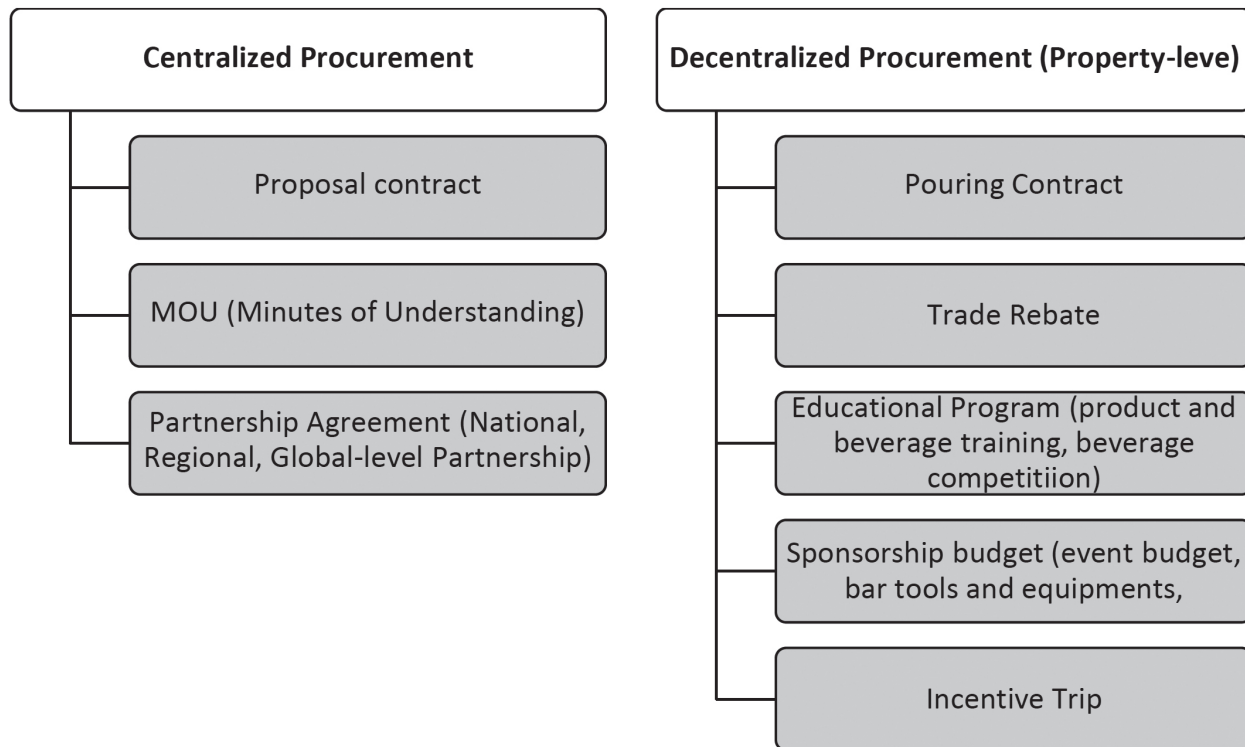 Centralized Procurement
Proposal contract
MOU (Minutes of Understanding)
Partnership Agreement (National,
Regional, Global-level Partnership)
Decentralized Procurement (Property-leve)
Pouring Contract
Trade Rebate
Educational Program (product and
beverage training, beverage
competitiion)
Sponsorship budget (event budget,
bar tools and equipments,
Incentive Trip